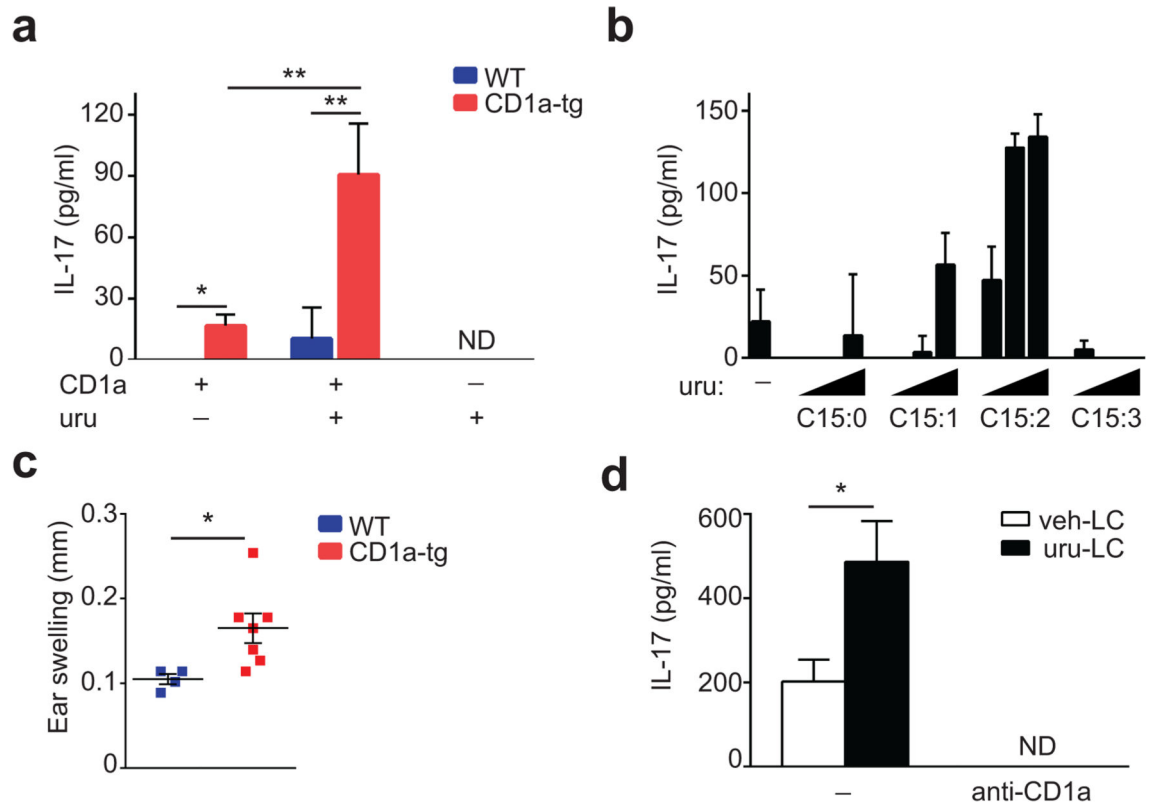 a
** 
**
WT
CD1a-tg
120
90
60
30
0
IL-17 (pg/ml)
*
ND
CD1a + + −
uru − + +
b
150
100
50
0
IL-17 (pg/ml)
uru: −
C15:0 C15:1 C15:2 C15:3
c
0.3
0.2
0.1
0
Ear swelling (mm)
*
WT
CD1a-tg
d
600
400
200
0
IL-17 (pg/ml)
*
veh-LC
uru-LC
ND
− anti-CD1a